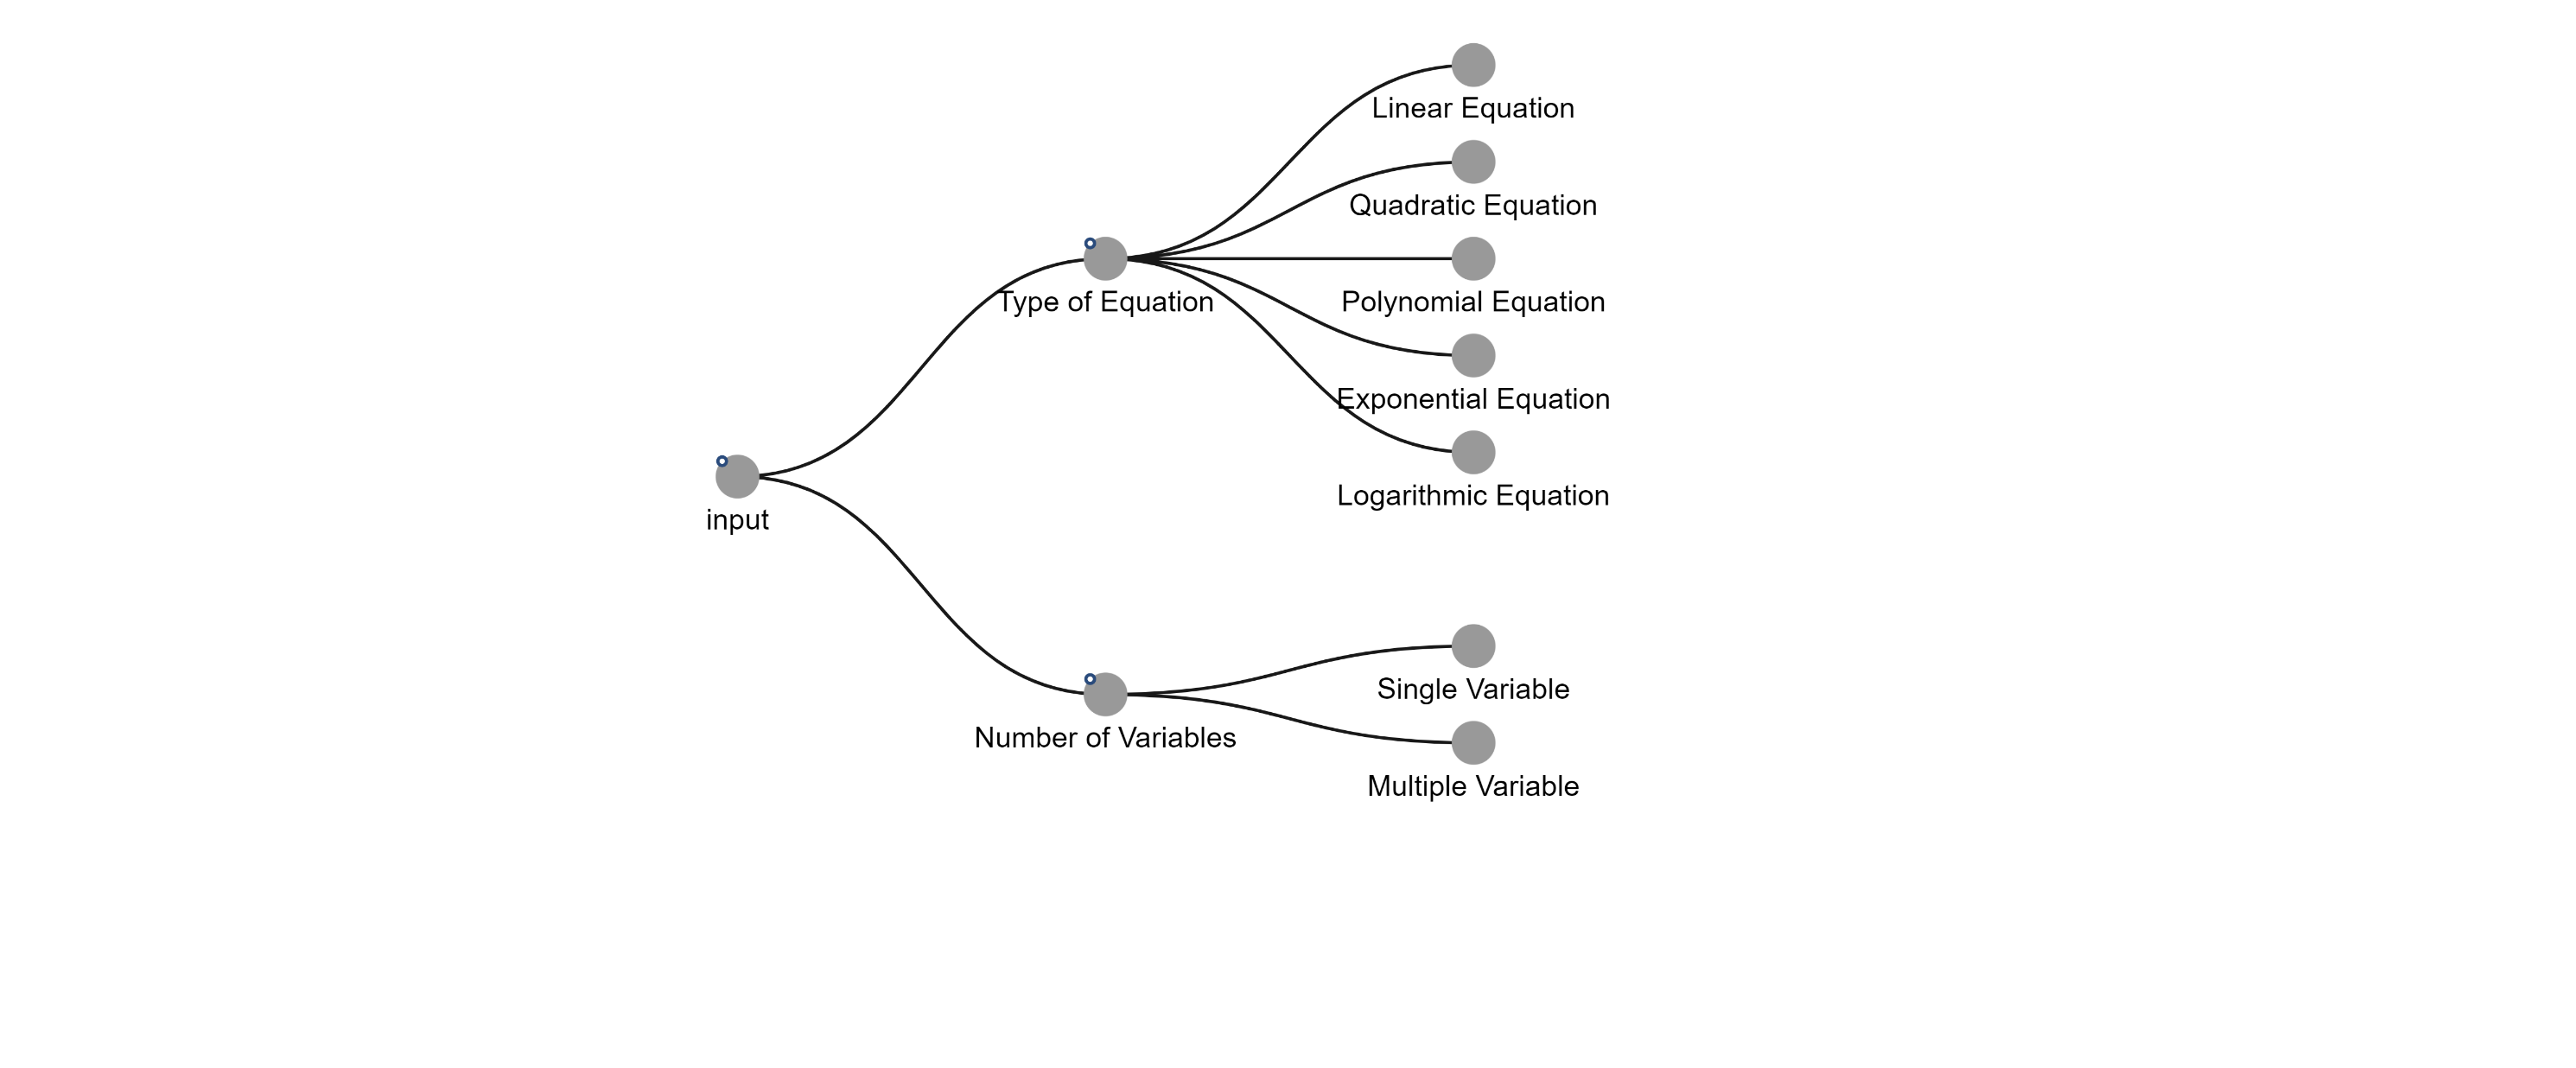 Linear Equation
Quadratic Equation
Type of Equation
Polynomial Equation
Exponential Equation
Logarithmic Equation
input
Single Variable
Number of Variables
Multiple Variable